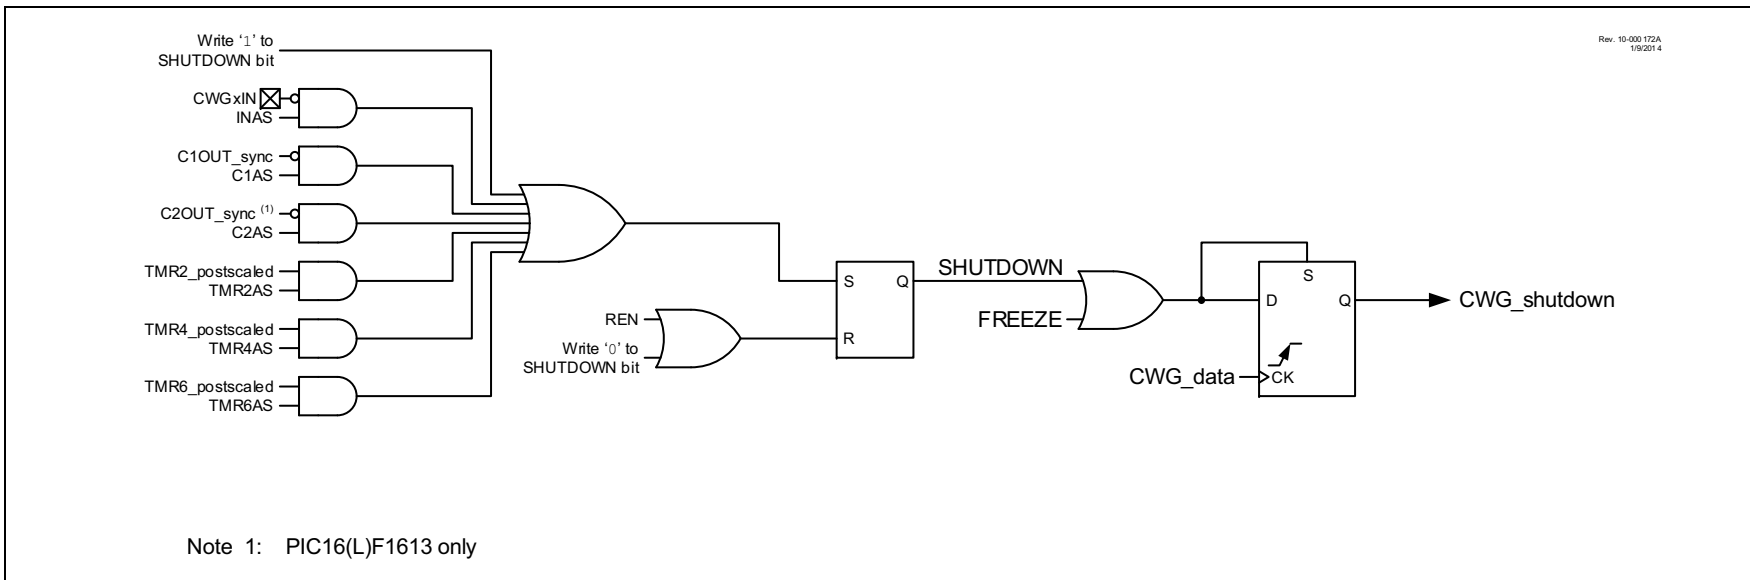 Write ‘1’ to
SHUTDOWN bit
Rev. 10-000 172A
1/9/201 4
CWGxIN
INAS
C1OUT_sync
C1AS
C2OUT_sync (1)
C2AS
TMR2_postscaled
TMR2AS
TMR4_postscaled
TMR4AS
TMR6_postscaled
TMR6AS
REN
Write ‘0’ to
SHUTDOWN bit
S
Q
R
SHUTDOWN
FREEZE
S
D
Q
CWG_data
CK
CWG_shutdown
Note 1: PIC16(L)F1613 only